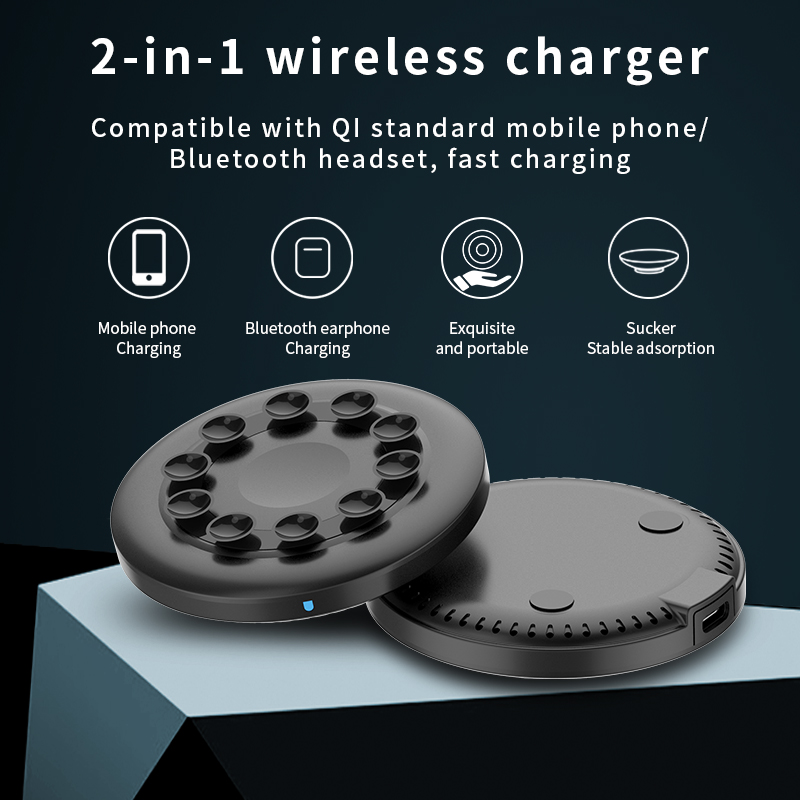 2-in-1 wireless charger
Compatible with QI standard mobile phone/
Bluetooth headset, fast charging
Mobile phone
Charging
Bluetooth earphone
Charging
Exquisite
and portable
Sucker
Stable adsorption